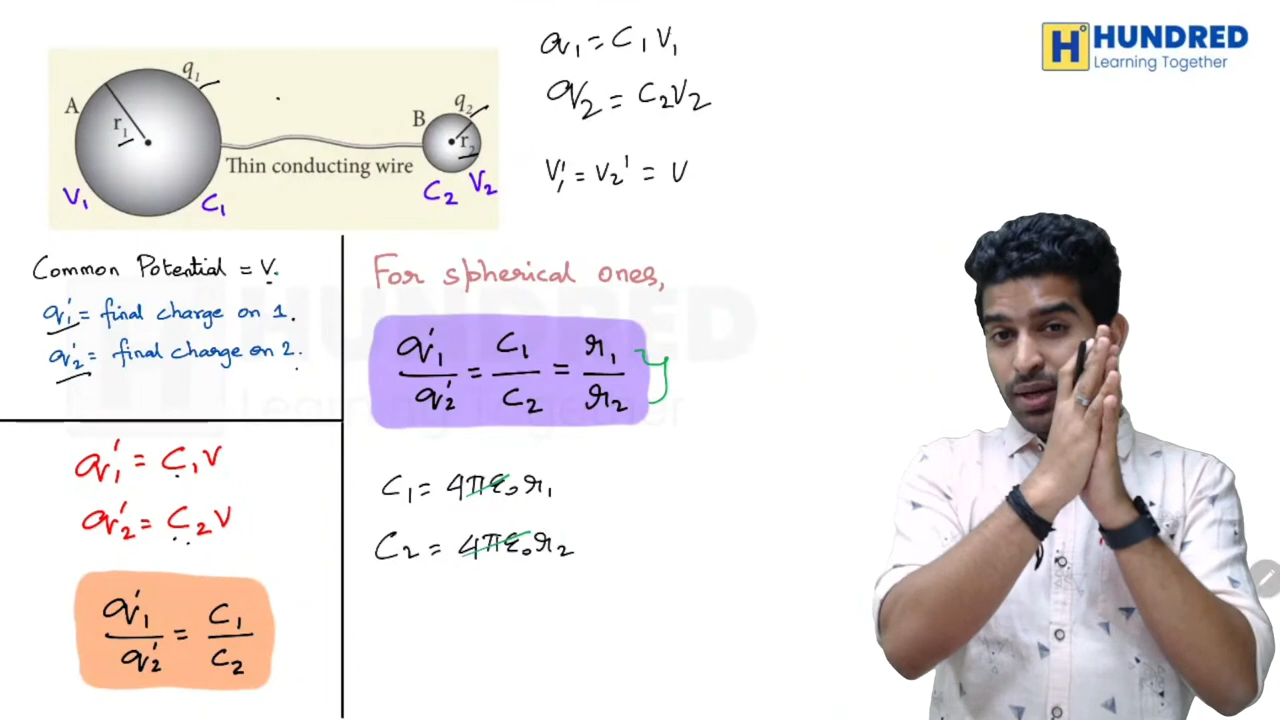 HUNDRED
Learning Together
q₁ = C₁V₁
q₂ = C₂V₂
V₁' = V₂' = V
A
q₁
r₁
V₁
C₁
Thin conducting wire
B
q₂
r₂
C₂
V₂
Common Potential = V.
q₁' = final charge on 1.
q₂' = final charge on 2.
q₁' = C₁V
q₂' = C₂V
q₁'/q₂' = C₁/C₂
For spherical ones,
q₁'/q₂' = C₁/C₂ = r₁/r₂
C₁ = 4πε₀r₁
C₂ = 4πε₀r₂